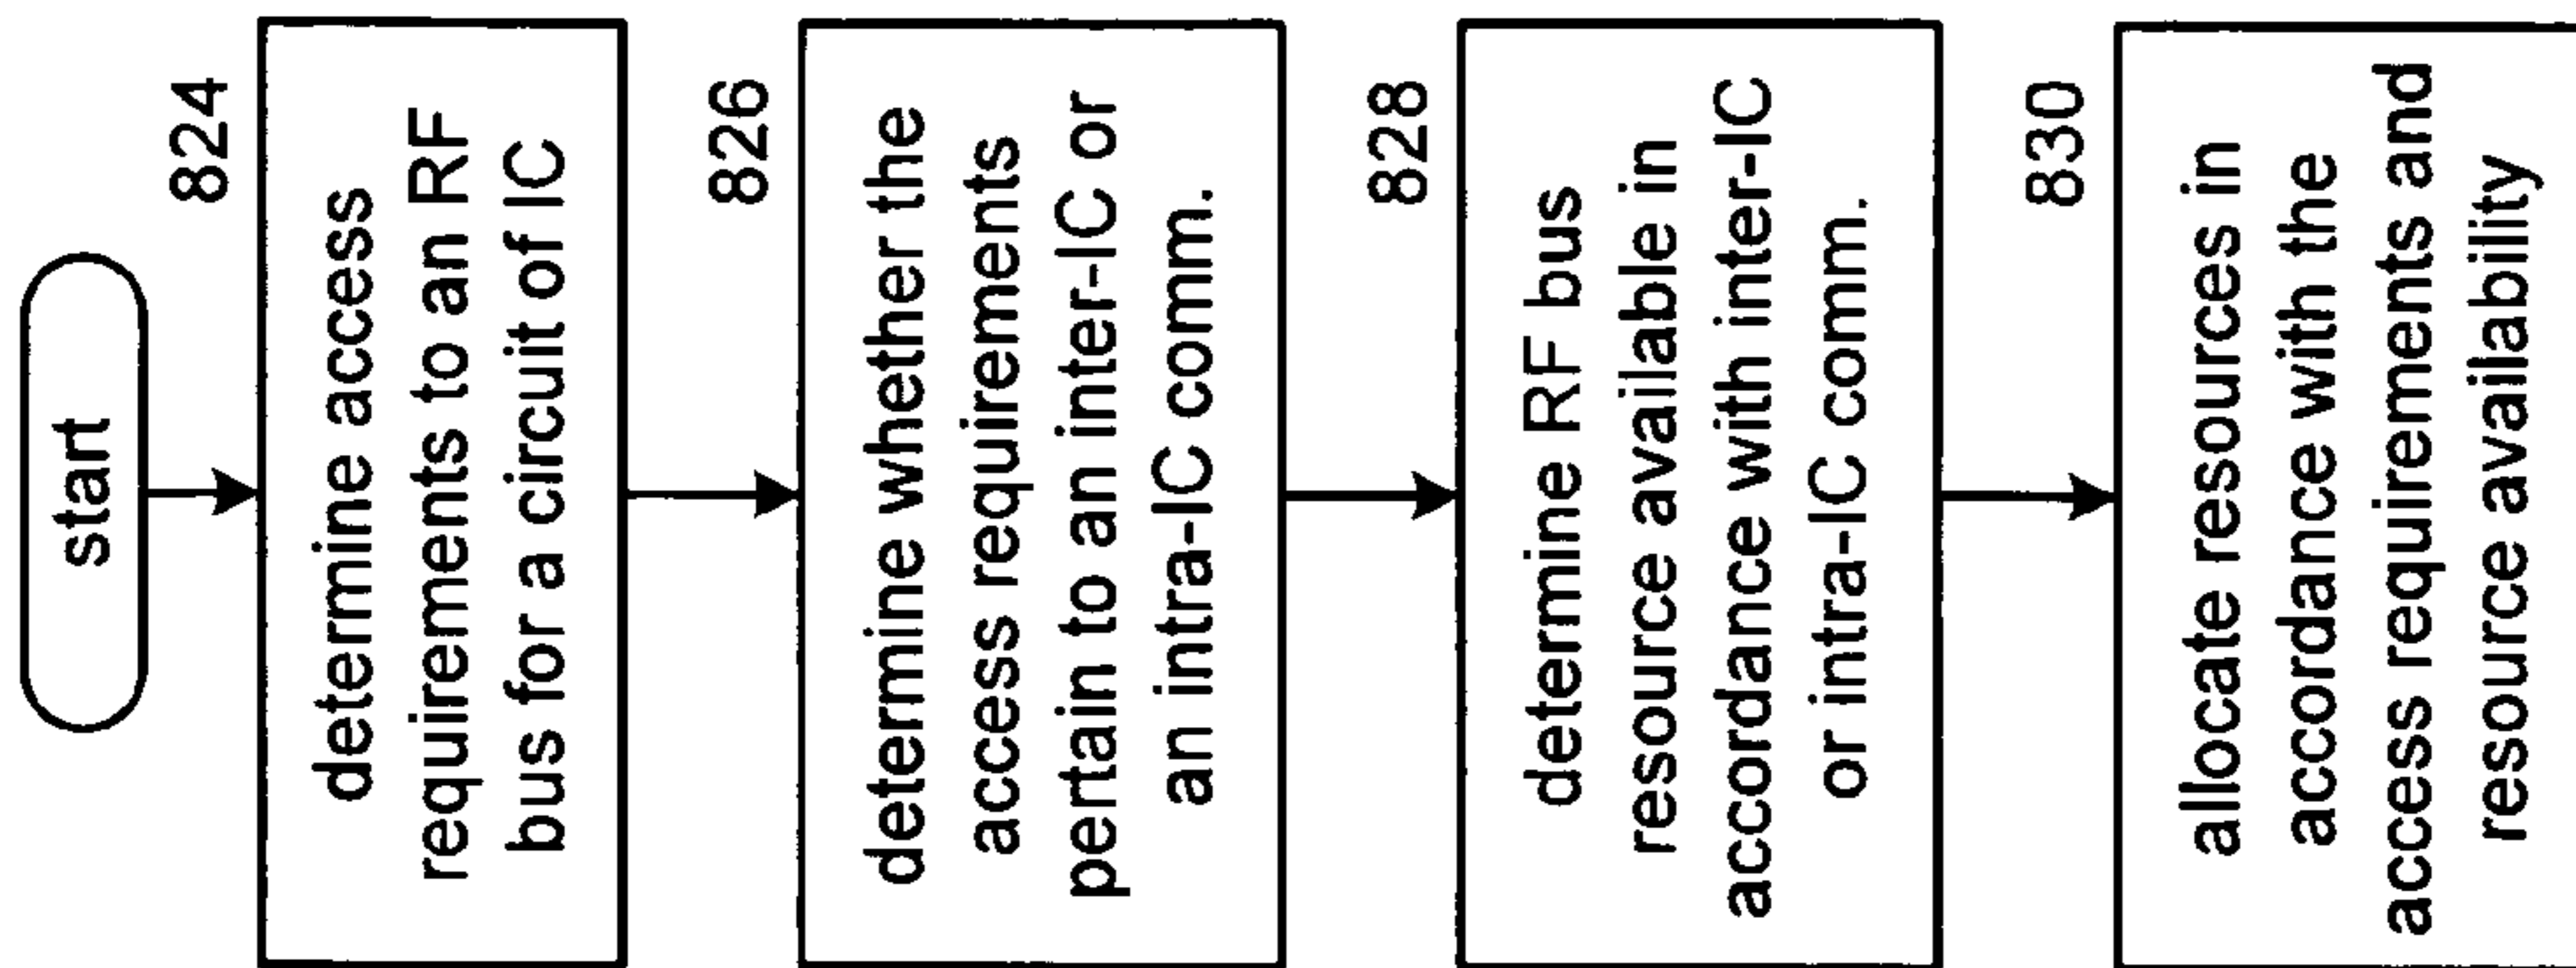 start
824
determine access
requirements to an RF
bus for a circuit of IC
826
determine whether the
access requirements
pertain to an inter-IC or
an intra-IC comm.
828
determine RF bus
resource available in
accordance with inter-IC
or intra-IC comm.
830
allocate resources in
accordance with the
access requirements and
resource availability